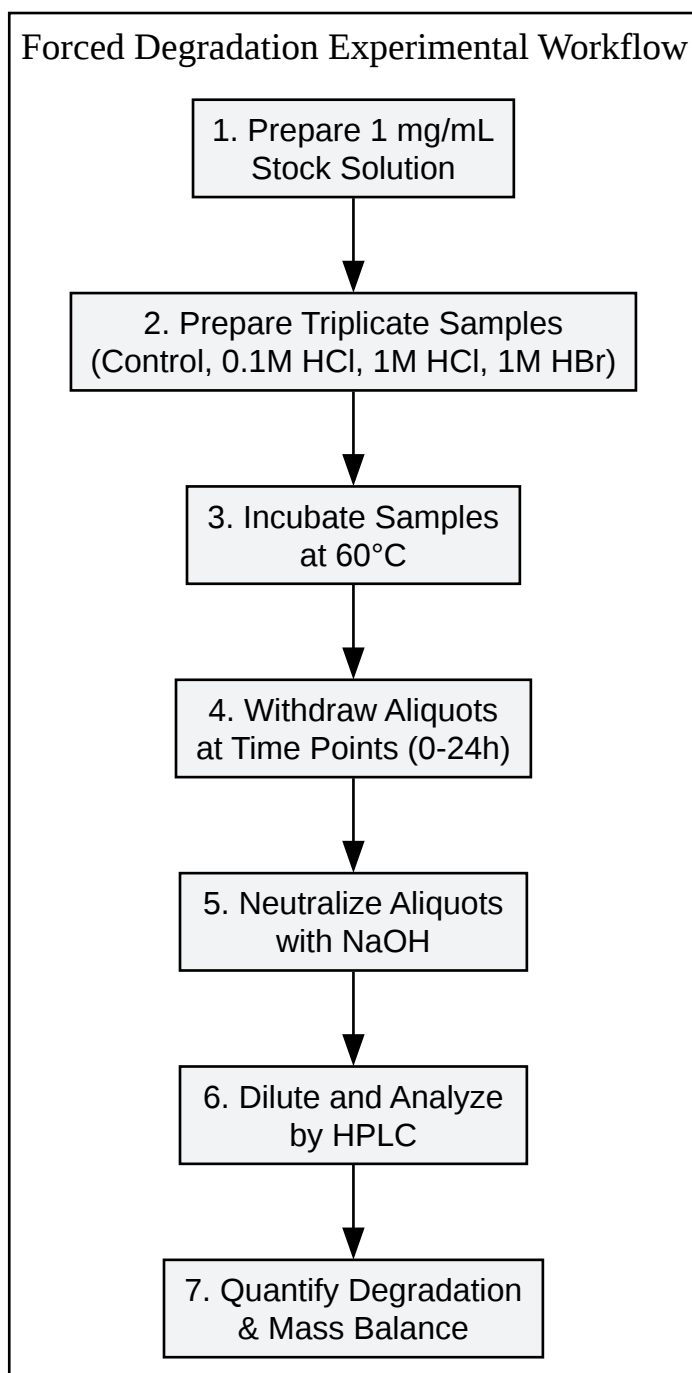 Forced Degradation Experimental Workflow
1. Prepare 1 mg/mL
Stock Solution
2. Prepare Triplicate Samples
(Control, 0.1M HCl, 1M HCl, 1M HBr)
3. Incubate Samples
at 60°C
4. Withdraw Aliquots
at Time Points (0-24h)
5. Neutralize Aliquots
with NaOH
6. Dilute and Analyze
by HPLC
7. Quantify Degradation
& Mass Balance